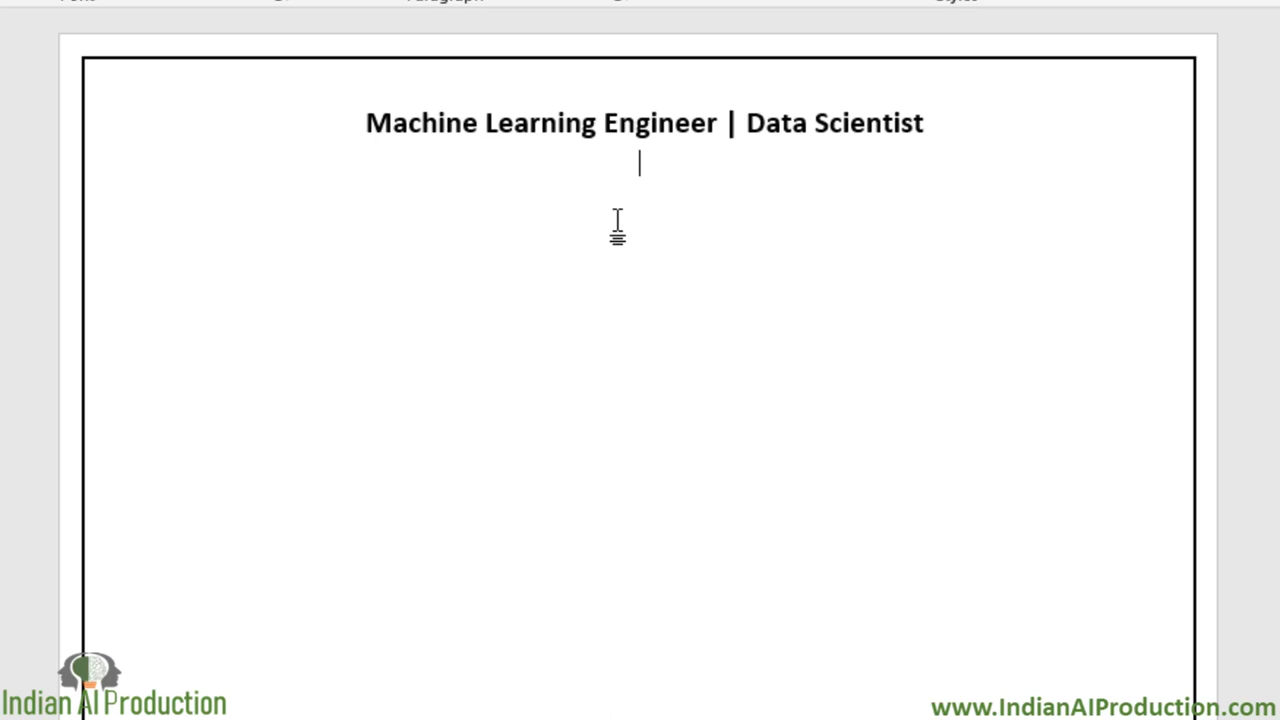 Machine Learning Engineer | Data Scientist
Indian AI Production
www.IndianAIProduction.com